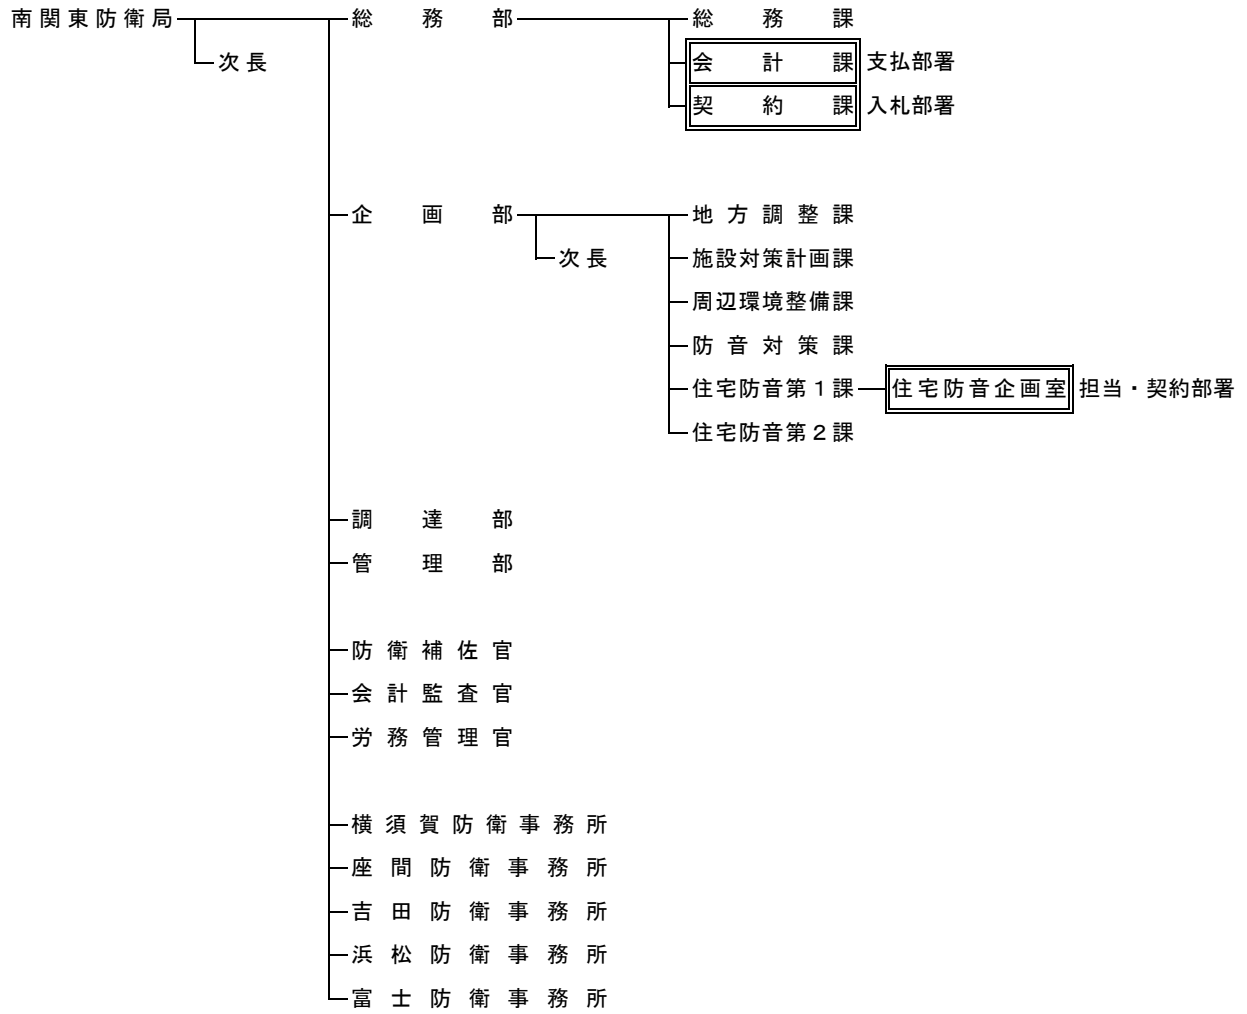 南関東防衛局 総務部 総務課
次長 会計課 支払部署
契約課 入札部署
企画部 地方調整課
次長 施設対策計画課
周辺環境整備課
防音対策課
住宅防音第1課 住宅防音企画室 担当・契約部署
住宅防音第2課
調達部
管理部
防衛補佐官
会計監査官
労務管理官
横須賀防衛事務所
座間防衛事務所
吉田防衛事務所
浜松防衛事務所
富士防衛事務所